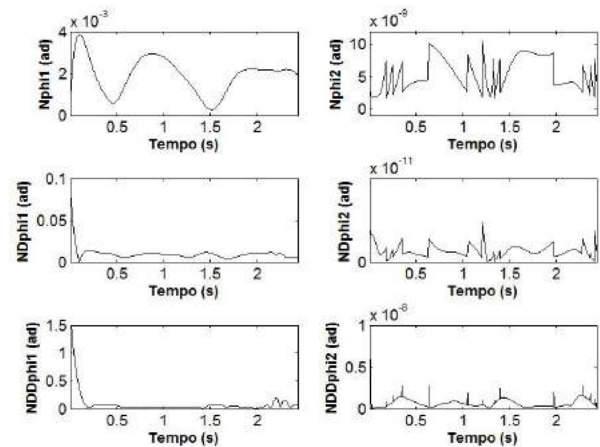 x 10⁻³
4
2
0
Nphi1 (ad)
0.5 1 1.5 2
Tempo (s)
x 10⁻⁹
10
5
0
Nphi2 (ad)
0.5 1 1.5 2
Tempo (s)
0.1
0.05
0
NDphi1 (ad)
0.5 1 1.5 2
Tempo (s)
x 10⁻¹¹
NDphi2 (ad)
0
0.5 1 1.5 2
Tempo (s)
1.5
1
0.5
0
NDDphi1 (ad)
0.5 1 1.5 2
Tempo (s)
x 10⁻⁸
1
0
NDDphi2 (ad)
0.5 1 1.5 2
Tempo (s)